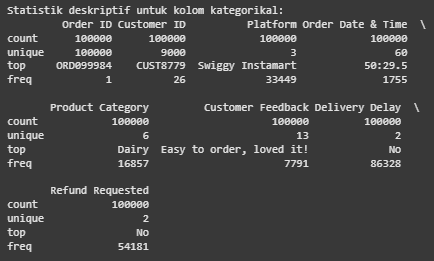 Statistik deskriptif untuk kolom kategorikal:
Order ID Customer ID Platform Order Date & Time \
count 100000 100000 100000 100000
unique 100000 9000 3 60
top ORD099984 CUST8779 Swiggy Instamart 50:29.5
freq 1 26 33449 1755
Product Category Customer Feedback Delivery Delay \
count 100000 100000 100000
unique 6 13 2
top Dairy Easy to order, loved it! No
freq 16857 7791 86328
Refund Requested
count 100000
unique 2
top No
freq 54181